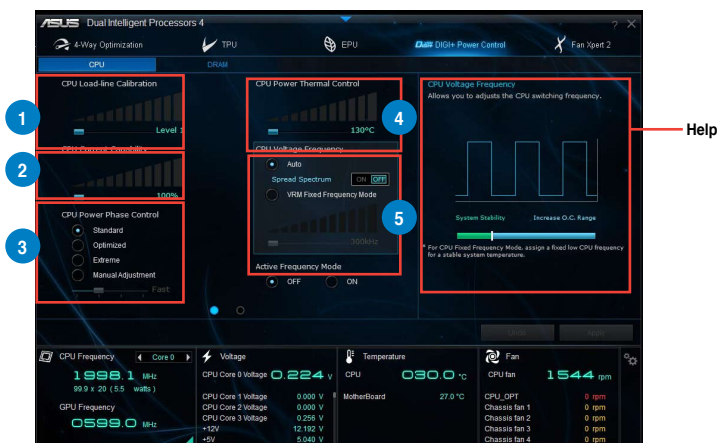 ASUS Dual Intelligent Processors 4 ? ×
4-Way Optimization TPU EPU DIGI+ DIGI+ Power Control Fan Xpert 2
CPU DRAM
CPU Load-line Calibration
1
Level 1
CPU Current Capability
2
100%
CPU Power Phase Control
3
Standard
Optimized
Extreme
Manual Adjustment
Fast
CPU Power Thermal Control
4
130ºC
CPU Voltage Frequency
Auto
Spread Spectrum ON OFF
VRM Fixed Frequency Mode
5
300kHz
Active Frequency Mode
OFF ON
CPU Voltage Frequency
Allows you to adjusts the CPU switching frequency.
System Stability Increase O.C. Range
* For CPU Fixed Frequency Mode, assign a fixed low CPU frequency
for a stable system temperature.
Help
Undo Apply
CPU Frequency Core 0
1998.1 MHz
99.9 x 20 (5.5 watts)
GPU Frequency
0599.0 MHz
Voltage
CPU Core 0 Voltage 0.224 V
CPU Core 1 Voltage 0.000 V
CPU Core 2 Voltage 0.000 V
CPU Core 3 Voltage 0.256 V
+12V 12.192 V
+5V 5.040 V
Temperature
CPU 030.0 ºC
MotherBoard 27.0 ºC
Fan
CPU fan 1544 rpm
CPU_OPT 0 rpm
Chassis fan 1 0 rpm
Chassis fan 2 0 rpm
Chassis fan 3 0 rpm
Chassis fan 4 0 rpm